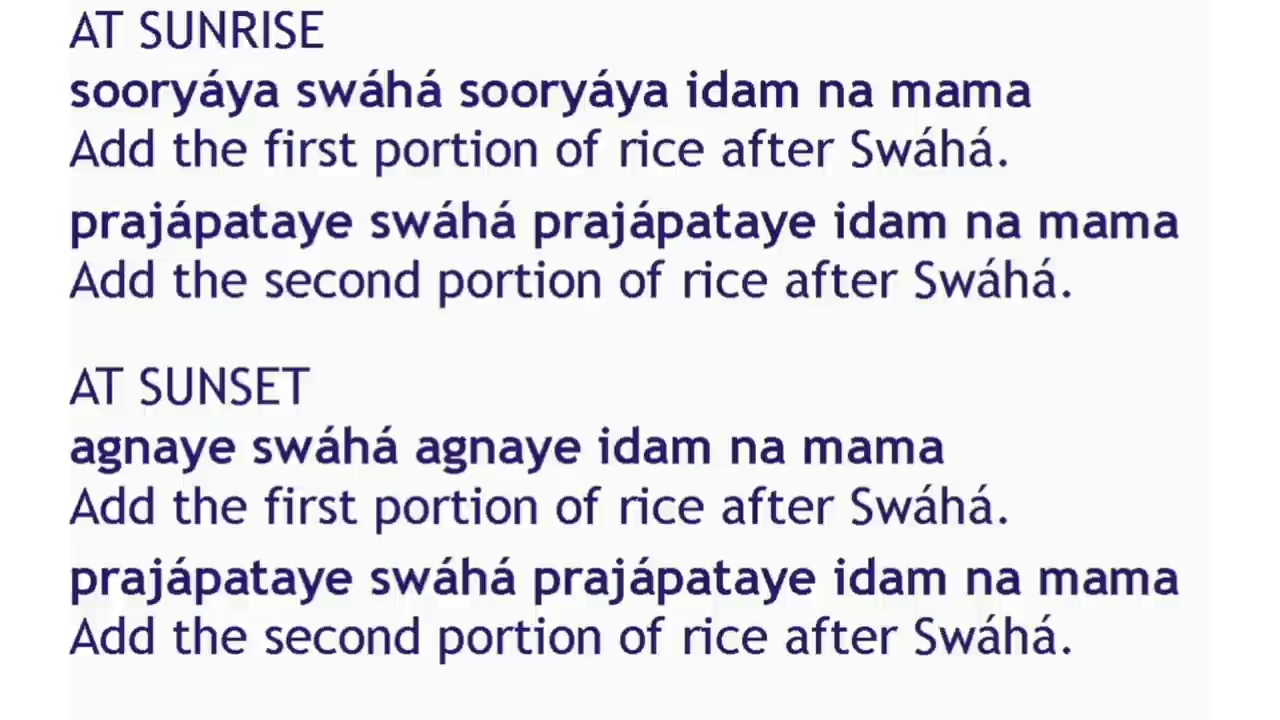 AT SUNRISE
sooryáya swáhá sooryáya idam na mama
Add the first portion of rice after Swáhá.
prajápataye swáhá prajápataye idam na mama
Add the second portion of rice after Swáhá.
AT SUNSET
agnaye swáhá agnaye idam na mama
Add the first portion of rice after Swáhá.
prajápataye swáhá prajápataye idam na mama
Add the second portion of rice after Swáhá.